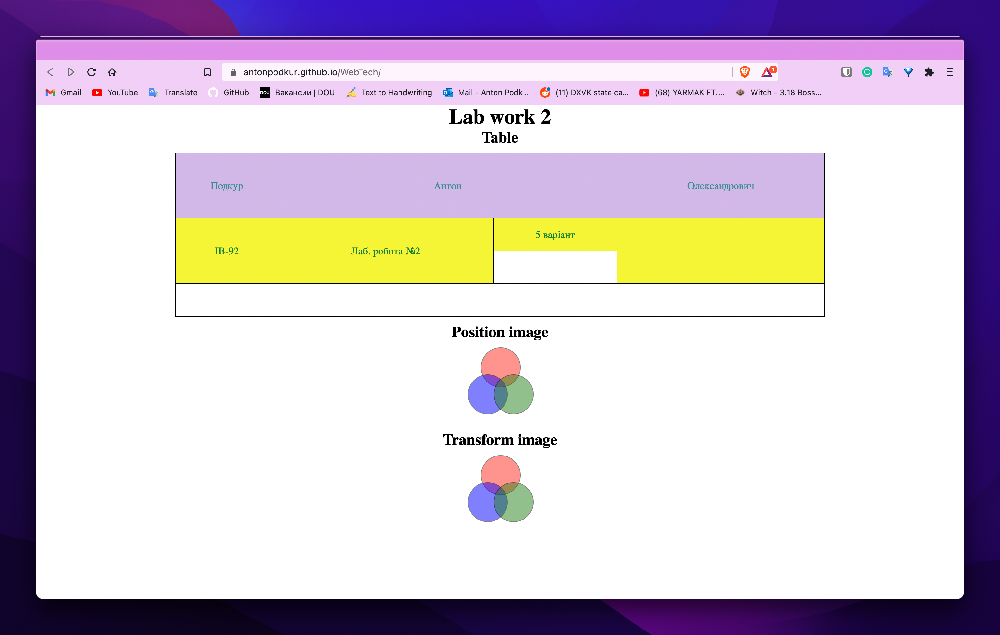 antonpodkur.github.io/WebTech/
1
Gmail YouTube Translate GitHub DOU Вакансии | DOU Text to Handwriting Mail - Anton Podk... (11) DXVK state ca... (68) YARMAK FT.... Witch - 3.18 Boss...
Lab work 2
Table
Подкур Антон Олександрович
5 варіант
ІВ-92 Лаб. робота №2
Position image
Transform image